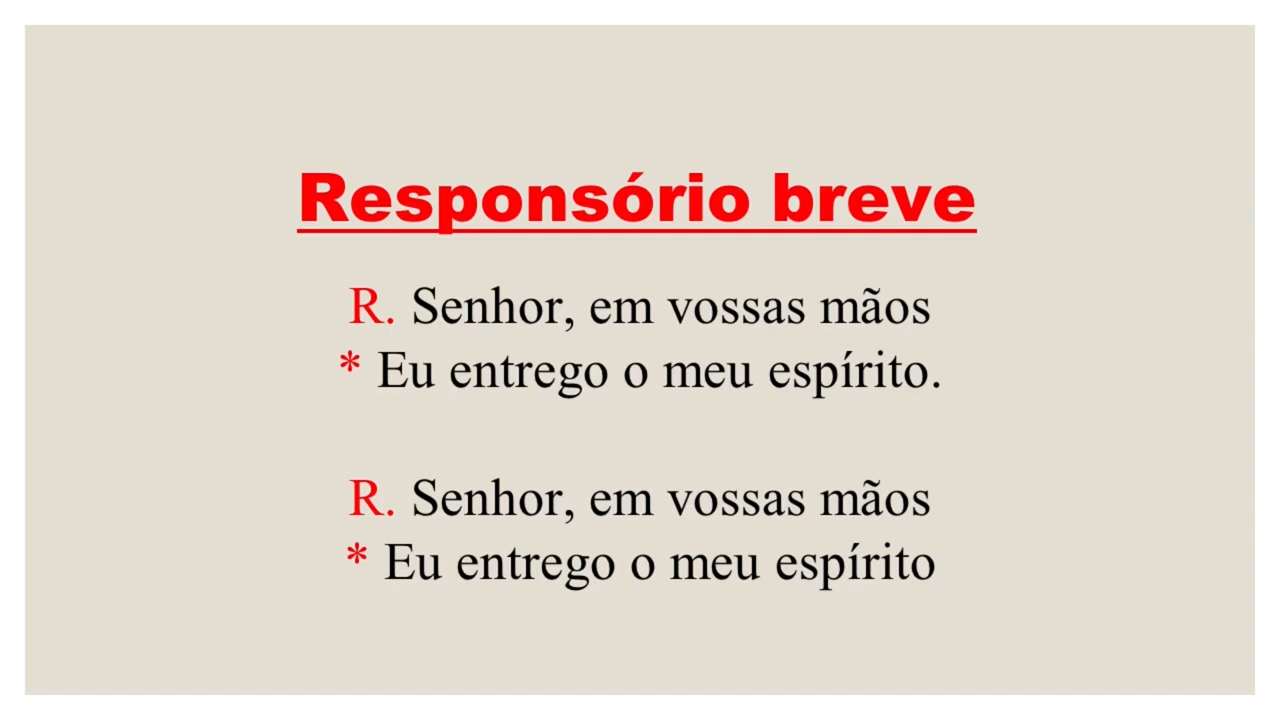 Responsório breve
R. Senhor, em vossas mãos
* Eu entrego o meu espírito.
R. Senhor, em vossas mãos
* Eu entrego o meu espírito